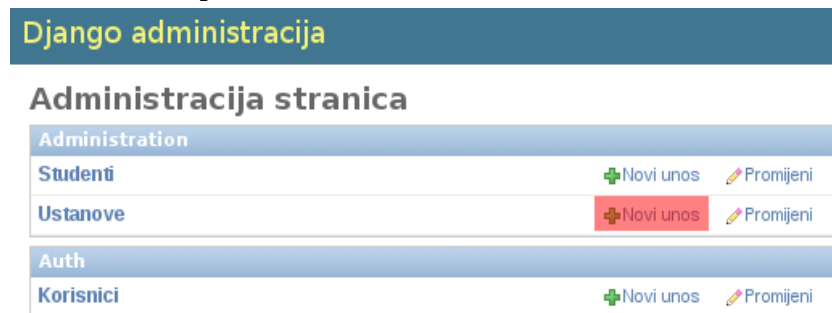 Django administracija
Administracija stranica
Administration
Studenti Novi unos Promijeni
Ustanove Novi unos Promijeni
Auth
Korisnici Novi unos Promijeni